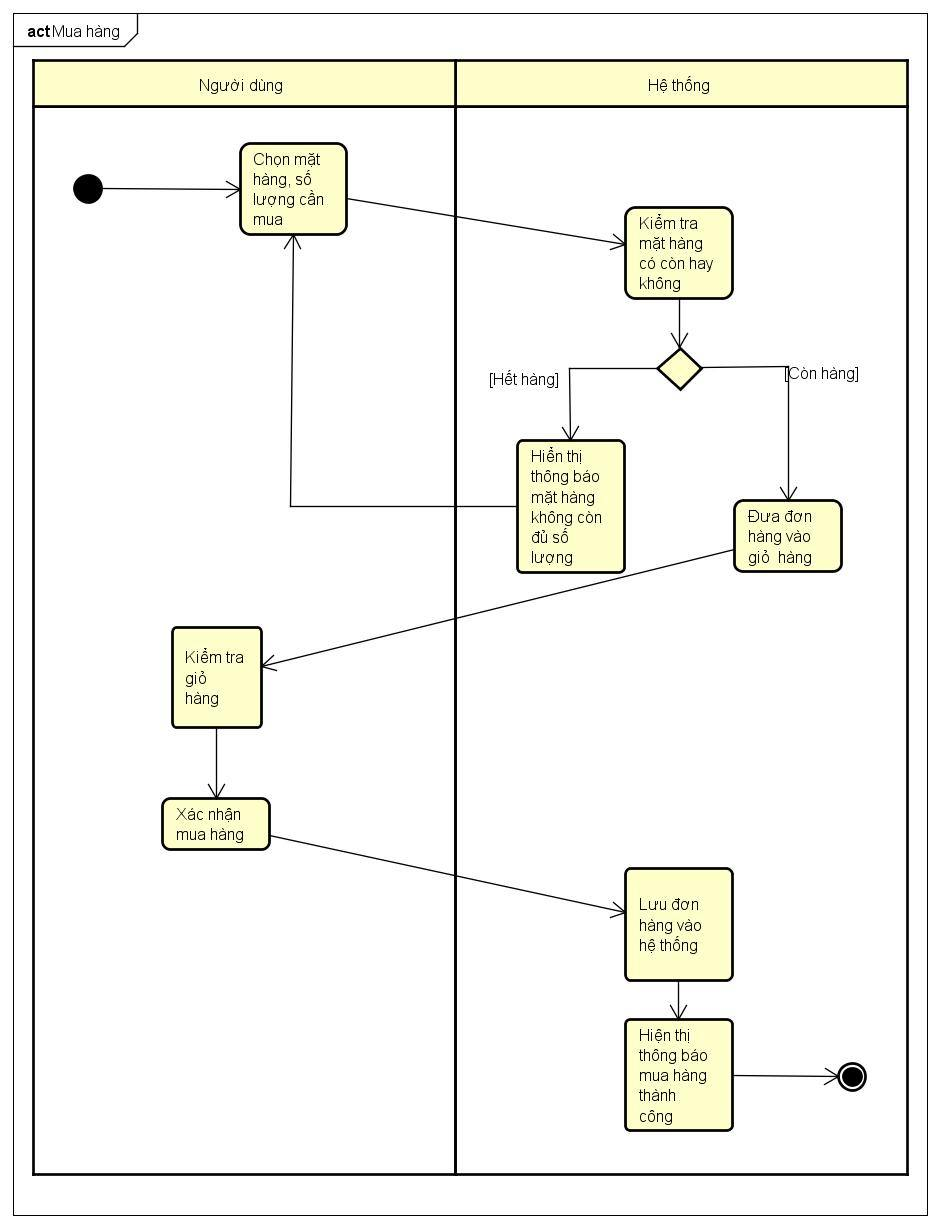 act Mua hàng
Người dùng
Hệ thống
Chọn mặt
hàng, số
lượng cần
mua
Kiểm tra
mặt hàng
có còn hay
không
[Hết hàng]
[Còn hàng]
Hiển thị
thông báo
mặt hàng
không còn
đủ số
lượng
Đưa đơn
hàng vào
giỏ hàng
Kiểm tra
giỏ
hàng
Xác nhận
mua hàng
Lưu đơn
hàng vào
hệ thống
Hiện thị
thông báo
mua hàng
thành
công